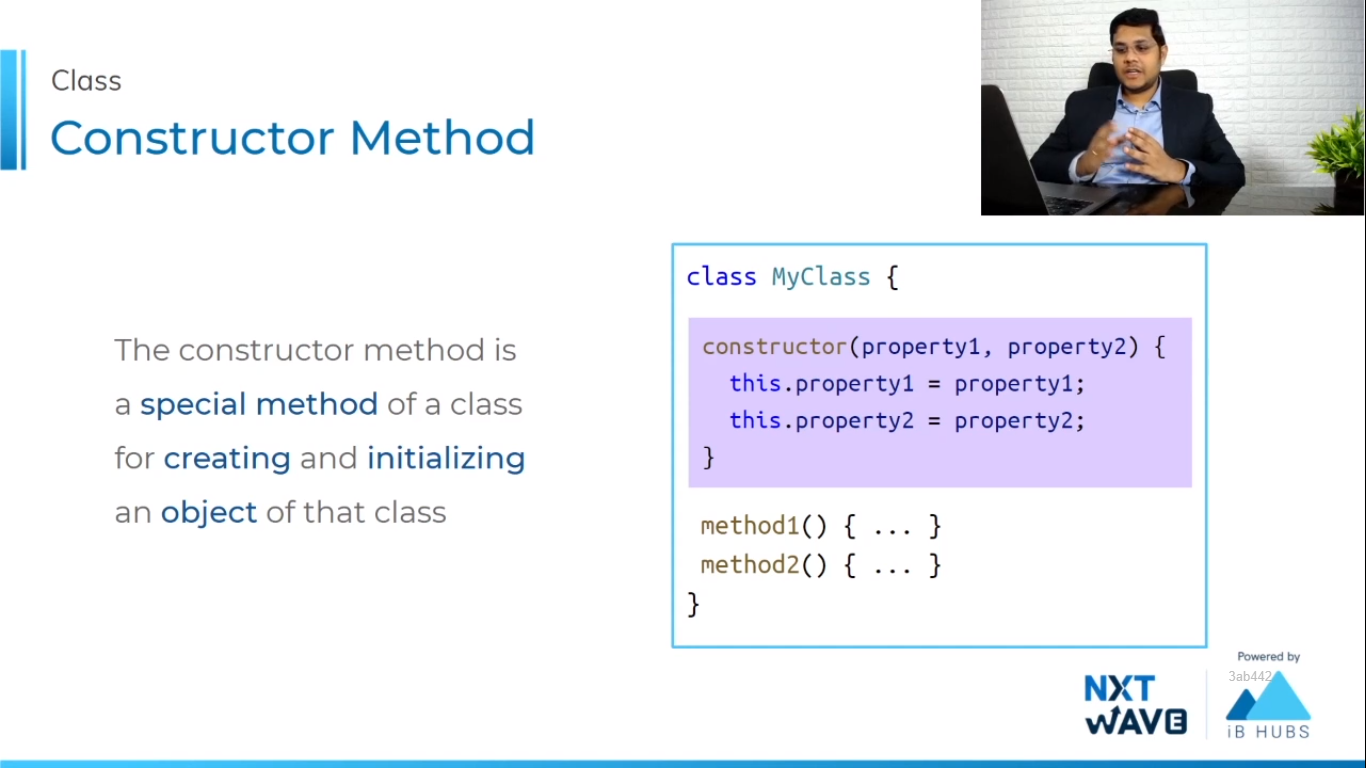 Class
Constructor Method
The constructor method is
a special method of a class
for creating and initializing
an object of that class
class MyClass {
constructor(property1, property2) {
this.property1 = property1;
this.property2 = property2;
}
method1() { ... }
method2() { ... }
}
NXT
WAVE
Powered by
3ab442
iB HUBS